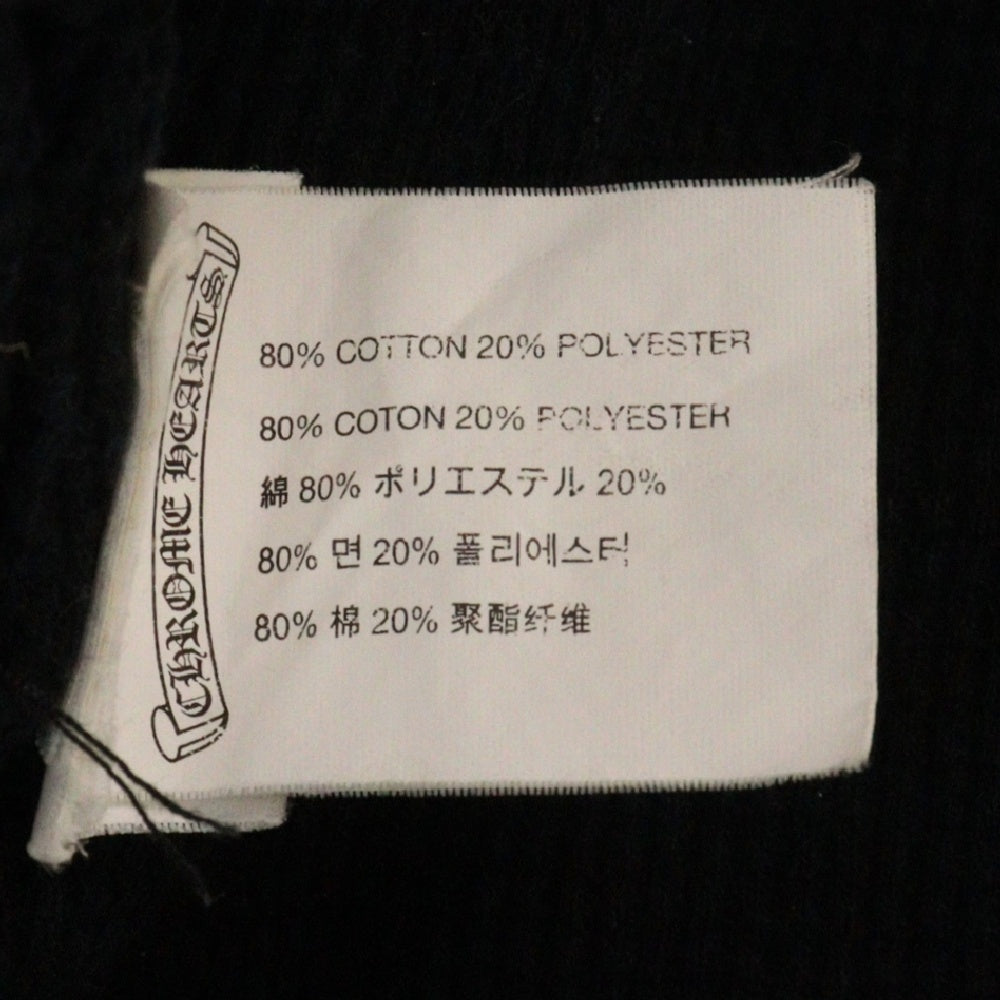 CHROME HEARTS
80% COTTON 20% POLYESTER
80% COTON 20% POLYESTER
綿 80% ポリエステル 20%
80% 면 20% 폴리에스터
80% 棉 20% 聚酯纤维